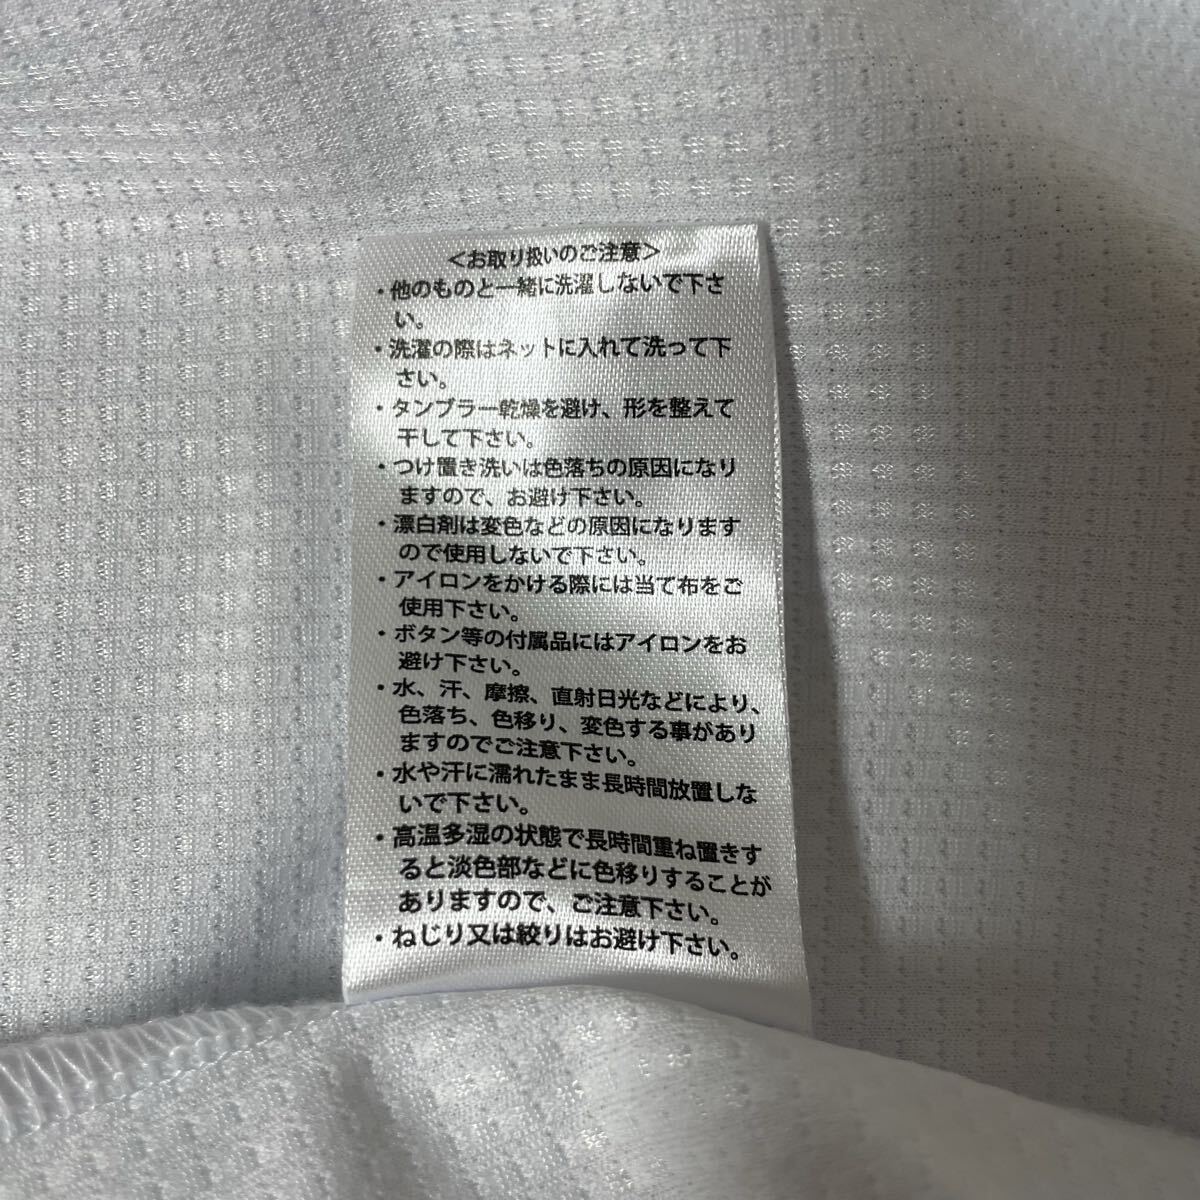 ＜お取り扱いのご注意＞
・他のものと一緒に洗濯しないで下さ
い。
・洗濯の際はネットに入れて洗って下
さい。
・タンブラー乾燥を避け、形を整えて
干して下さい。
・つけ置き洗いは色落ちの原因になり
ますので、お避け下さい。
・漂白剤は変色などの原因になります
ので使用しないで下さい。
・アイロンをかける際には当て布をご
使用下さい。
・ボタン等の付属品にはアイロンをお
避け下さい。
・水、汗、摩擦、直射日光などにより、
色落ち、色移り、変色する事があり
ますのでご注意下さい。
・水や汗に濡れたまま長時間放置しな
いで下さい。
・高温多湿の状態で長時間重ね置きす
ると淡色部などに色移りすることが
ありますので、ご注意下さい。
・ねじり又は絞りはお避け下さい。